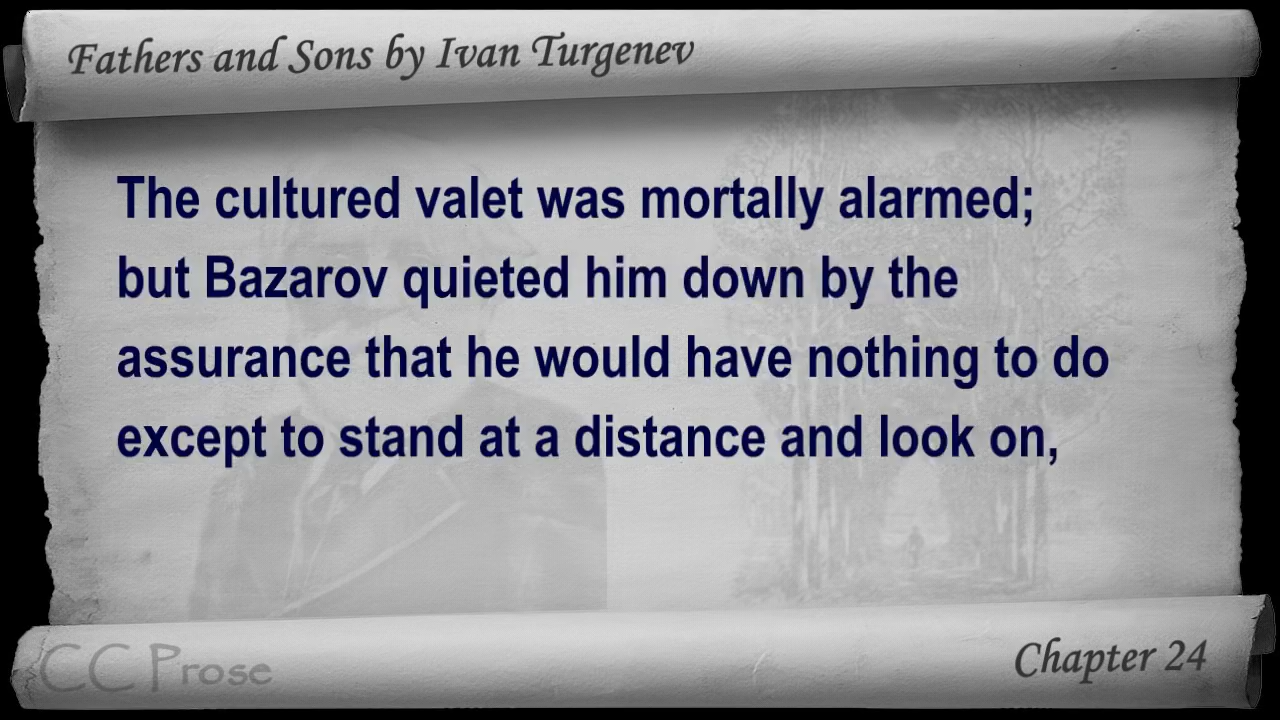 Fathers and Sons by Ivan Turgenev
The cultured valet was mortally alarmed;
but Bazarov quieted him down by the
assurance that he would have nothing to do
except to stand at a distance and look on,
CC Prose
Chapter 24